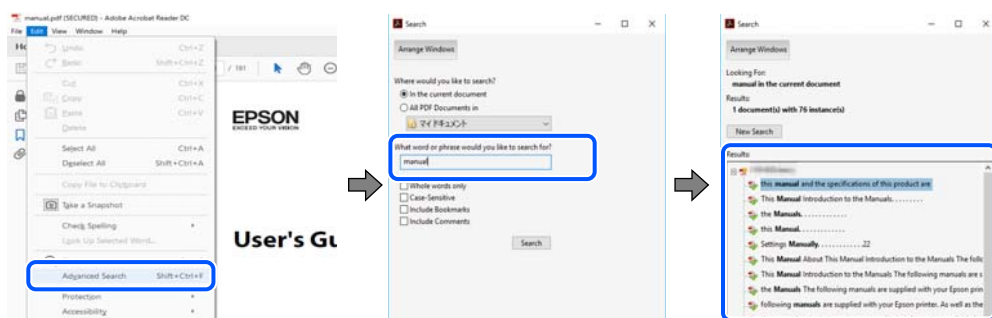 manual.pdf (SECURED) - Adobe Acrobat Reader DC
File Edit View Window Help
Undo Ctrl+Z
Redo Shift+Ctrl+Z
Cut Ctrl+X
Copy Ctrl+C
Paste Ctrl+V
Delete
Select All Ctrl+A
Deselect All Shift+Ctrl+A
Copy File to Clipboard
Take a Snapshot
Check Spelling
Look Up Selected Word...
Advanced Search Shift+Ctrl+F
Protection
Accessibility
/ 181
EPSON
EXCEED YOUR VISION
User's Gu
Search
Arrange Windows
Where would you like to search?
In the current document
All PDF Documents in
マイ ドキュメント
What word or phrase would you like to search for?
manual
Whole words only
Case-Sensitive
Include Bookmarks
Include Comments
Search
Search
Arrange Windows
Looking For:
manual in the current document
Results:
1 document(s) with 76 instance(s)
New Search
Results:
this manual and the specifications of this product are
This Manual Introduction to the Manuals. . . . . . . . .
the Manuals. . . . . . . . . . . . .
this Manual. . . . . . . . . . . . .
Settings Manually. . . . . . . . . . . .22
This Manual About This Manual Introduction to the Manuals The follo
This Manual Introduction to the Manuals The following manuals are s
the Manuals The following manuals are supplied with your Epson prin
following manuals are supplied with your Epson printer. As well as the